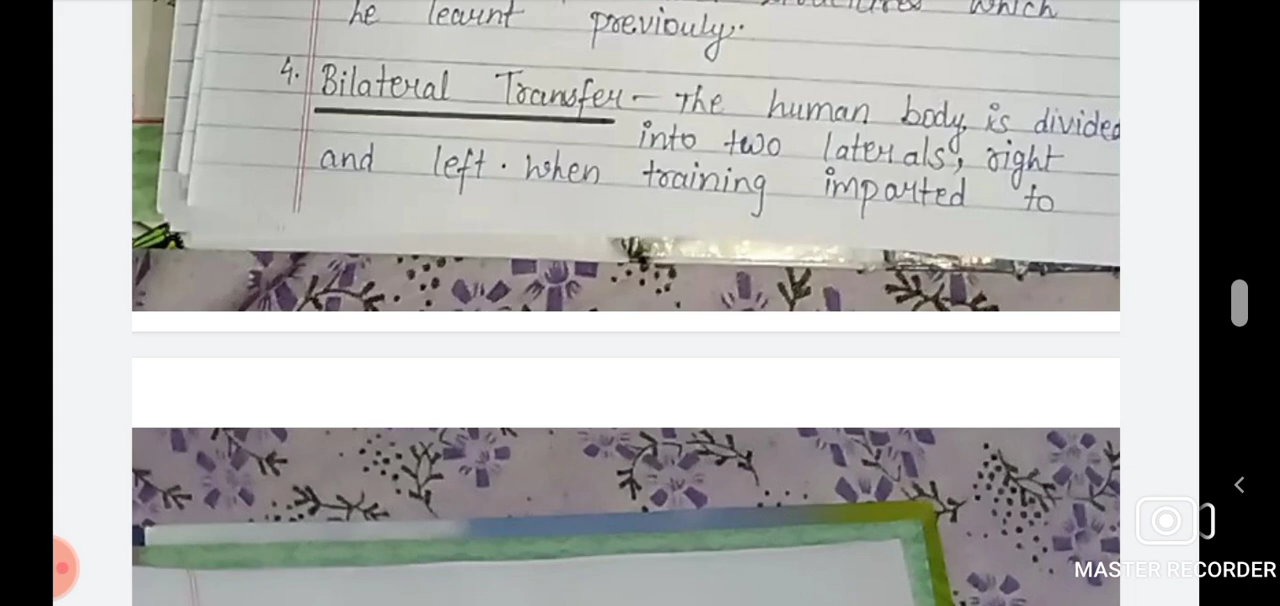 which
he learnt previouly.
4. Bilateral Transfer - The human body is divided
into two laterals, right
and left. When training imparted to
MASTER RECORDER